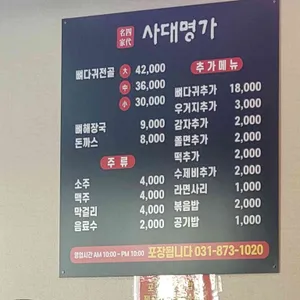 名家 四代 사대명가
뼈다귀전골 大 42,000
中 36,000
小 30,000
뼈해장국 9,000
돈까스 8,000
주류
소주 4,000
맥주 4,000
막걸리 4,000
음료수 2,000
추가메뉴
뼈다귀추가 18,000
우거지추가 3,000
감자추가 2,000
쫄면추가 2,000
떡추가 2,000
수제비추가 2,000
라면사리 1,000
볶음밥 2,000
공기밥 1,000
영업시간 AM 10:00 ~ PM 10:00 포장됩니다 031-873-1020